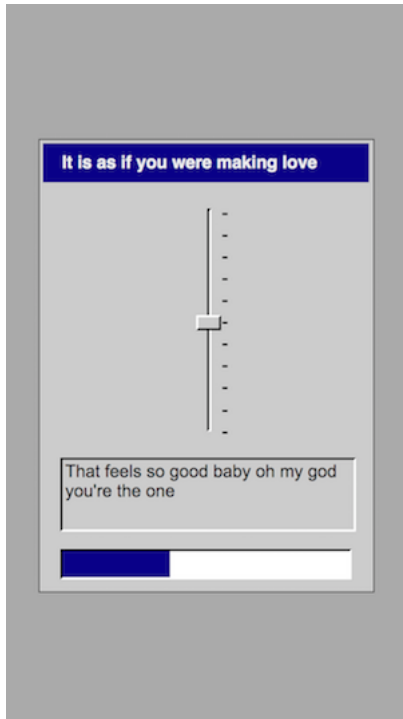 It is as if you were making love
That feels so good baby oh my god
you're the one